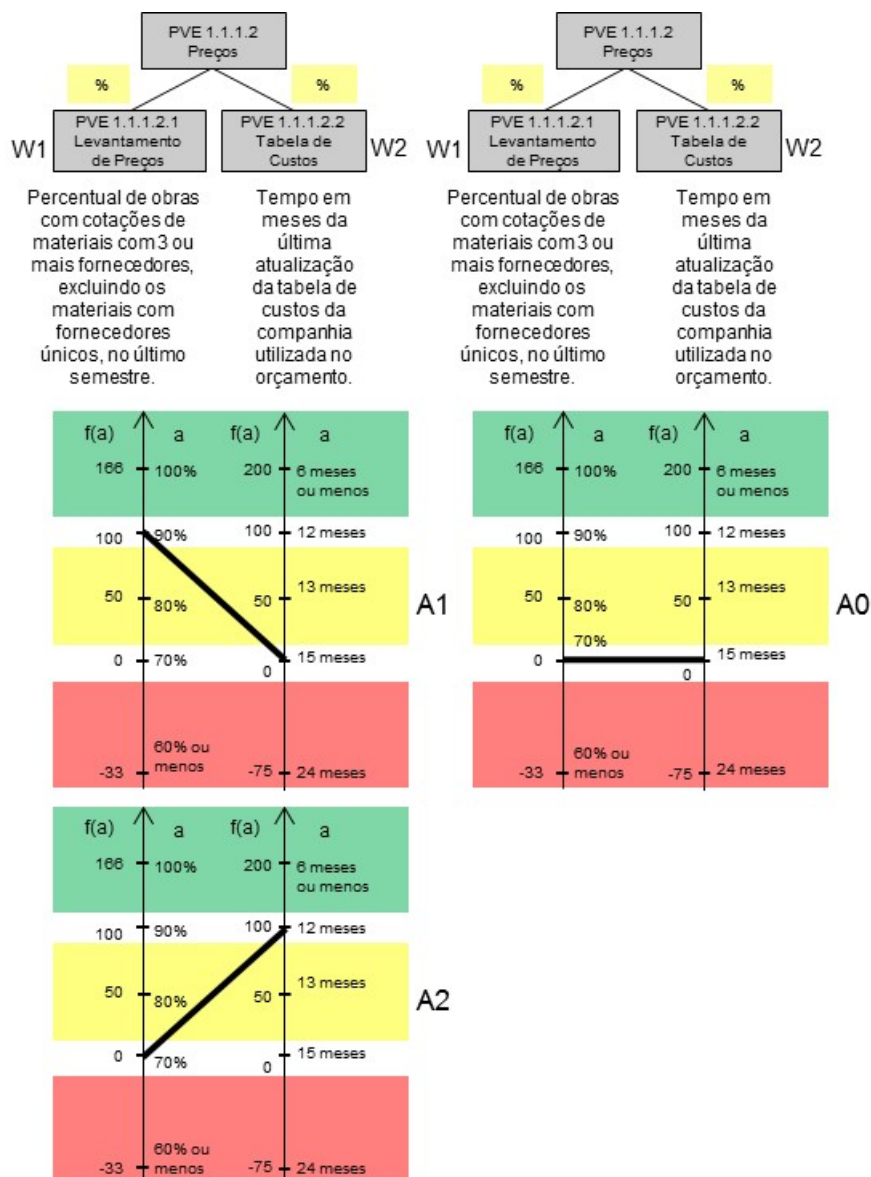 PVE 1.1.1.2
Preços
%
%
W1
PVE 1.1.1.2.1
Levantamento
de Preços
PVE 1.1.1.2.2
Tabela de
Custos
W2
Percentual de obras
com cotações de
materiais com 3 ou
mais fornecedores,
excluindo os
materiais com
fornecedores
únicos, no último
semestre.
Tempo em
meses da
última
atualização
da tabela de
custos da
companhia
utilizada no
orçamento.
PVE 1.1.1.2
Preços
%
%
W1
PVE 1.1.1.2.1
Levantamento
de Preços
PVE 1.1.1.2.2
Tabela de
Custos
W2
Percentual de obras
com cotações de
materiais com 3 ou
mais fornecedores,
excluindo os
materiais com
fornecedores
únicos, no último
semestre.
Tempo em
meses da
última
atualização
da tabela de
custos da
companhia
utilizada no
orçamento.
f(a) a f(a) a
166 100% 200 6 meses
ou menos
100 90% 100 12 meses
50 80% 50 13 meses
A1
0 70% 0 15 meses
60% ou
-33 menos -75 24 meses
f(a) a f(a) a
166 100% 200 6 meses
ou menos
100 90% 100 12 meses
50 80% 50 13 meses
A0
70%
0 0 15 meses
60% ou
-33 menos -75 24 meses
f(a) a f(a) a
166 100% 200 6 meses
ou menos
100 90% 100 12 meses
50 80% 50 13 meses
A2
0 70% 0 15 meses
60% ou
-33 menos -75 24 meses